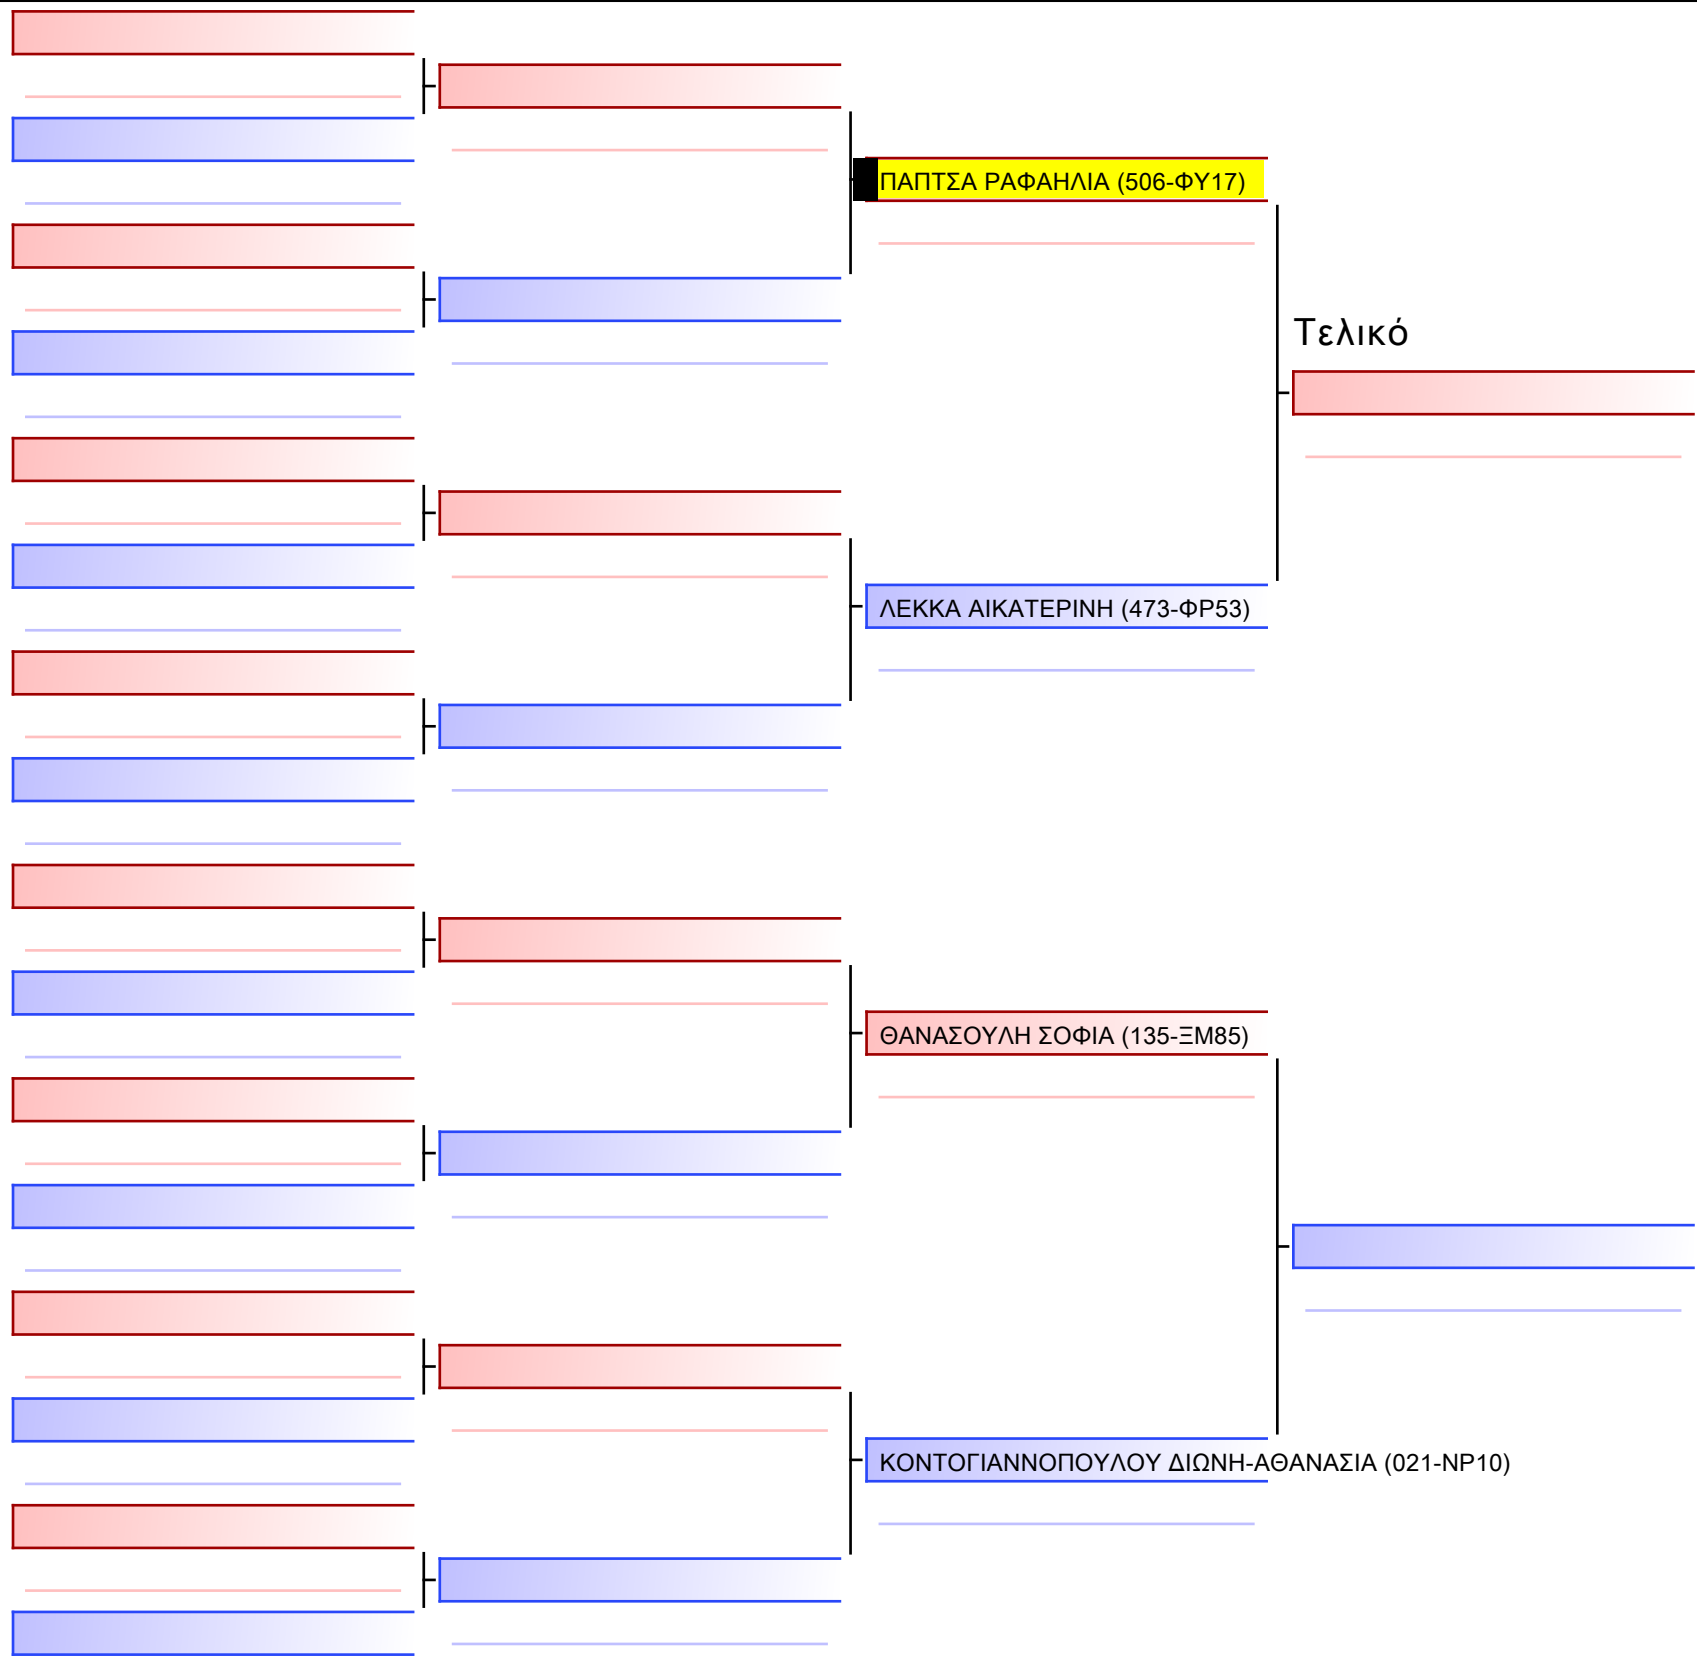 ΠΑΠΤΣΑ ΡΑΦΑΗΛΙΑ (506-ΦΥ17)
Τελικό
ΛΕΚΚΑ ΑΙΚΑΤΕΡΙΝΗ (473-ΦΡ53)
ΘΑΝΑΣΟΥΛΗ ΣΟΦΙΑ (135-ΞΜ85)
ΚΟΝΤΟΓΙΑΝΝΟΠΟΥΛΟΥ ΔΙΩΝΗ-ΑΘΑΝΑΣΙΑ (021-ΝΡ10)